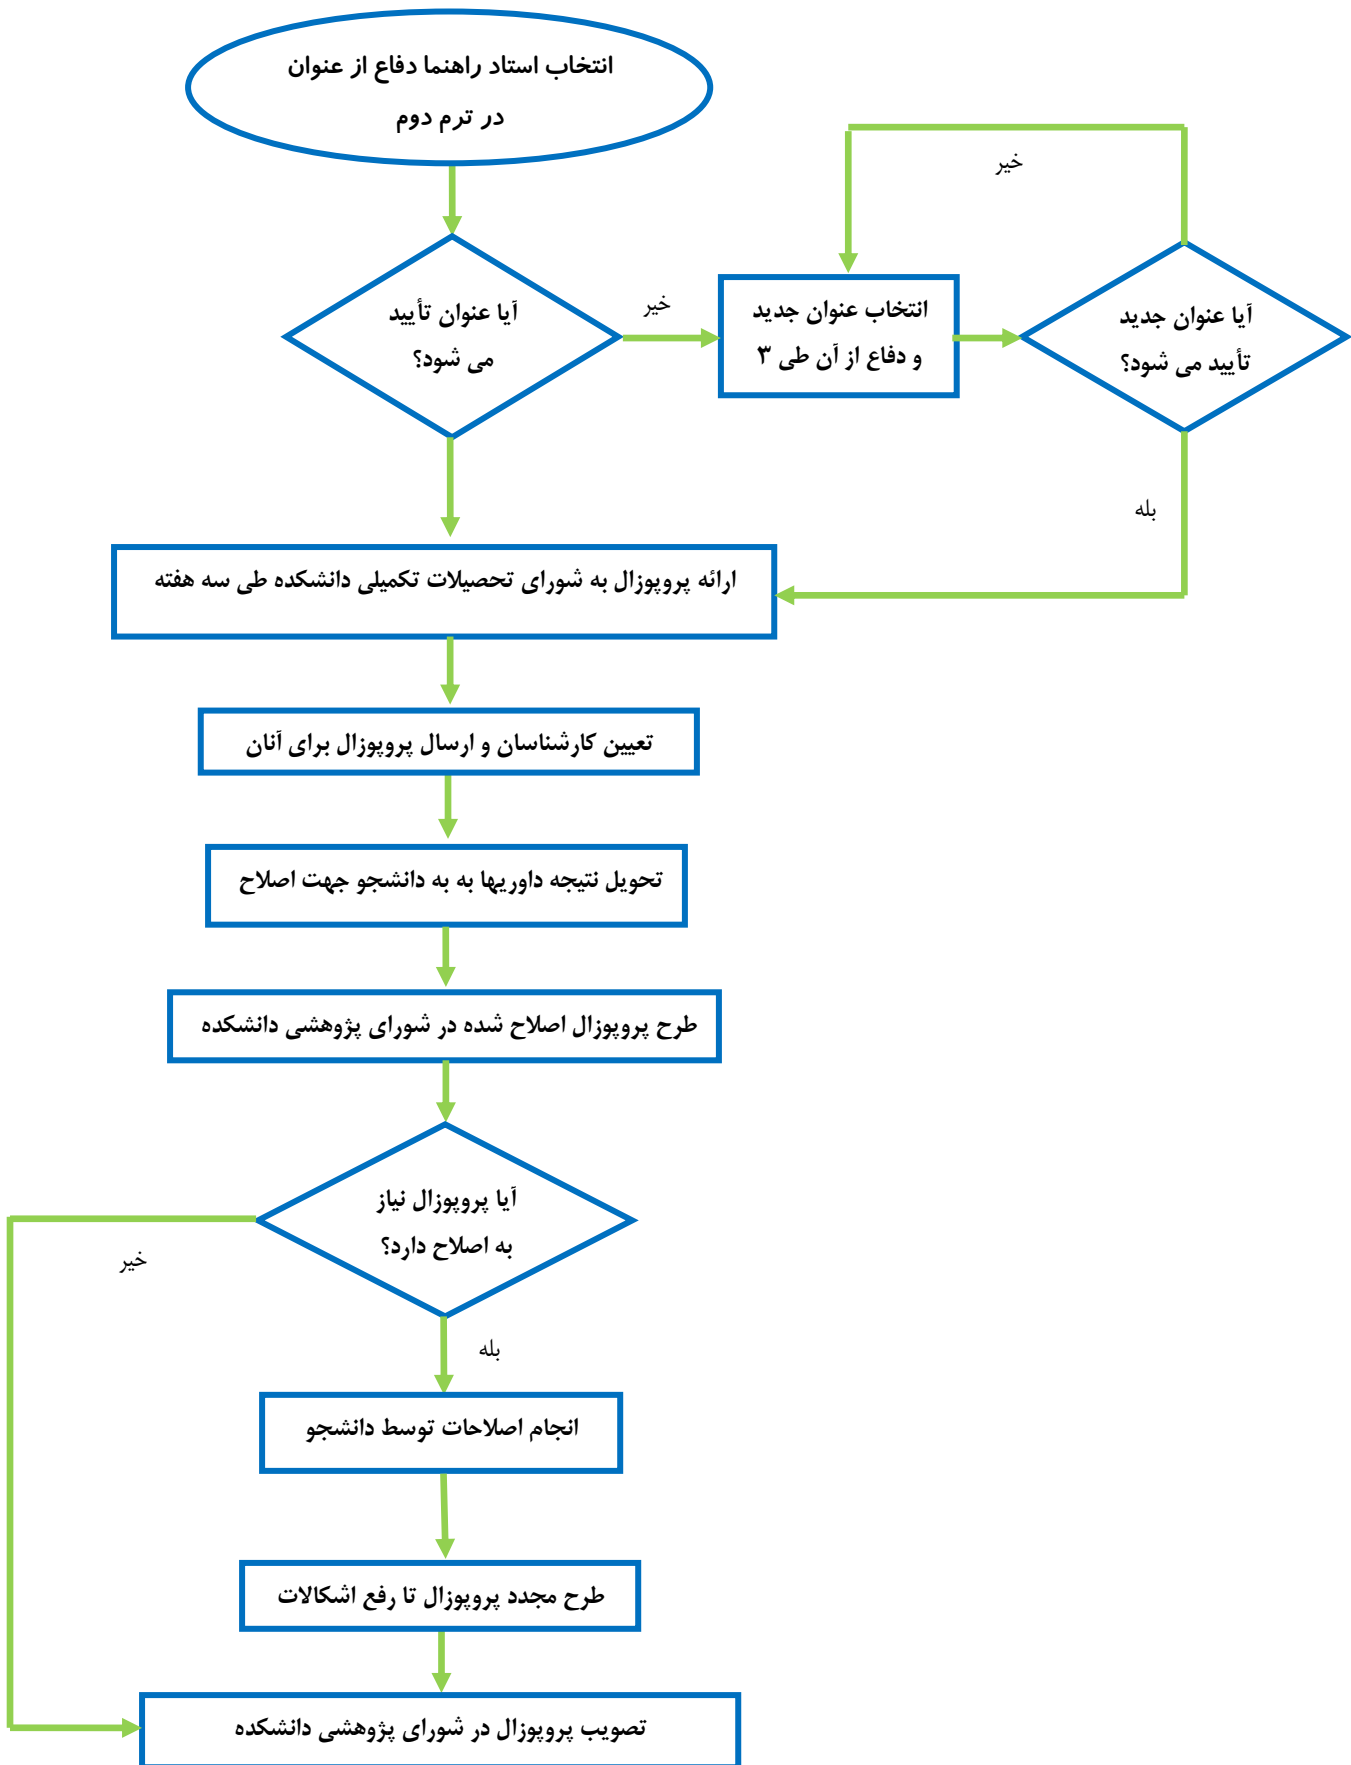 انتخاب استاد راهنما دفاع از عنوان
در ترم دوم
خیر
آیا عنوان تأیید
می شود؟
خیر
انتخاب عنوان جدید
و دفاع از آن طی ۳
آیا عنوان جدید
تأیید می شود؟
بله
ارائه پروپوزال به شورای تحصیلات تکمیلی دانشکده طی سه هفته
تعیین کارشناسان و ارسال پروپوزال برای آنان
تحویل نتیجه داوریها به به دانشجو جهت اصلاح
طرح پروپوزال اصلاح شده در شورای پژوهشی دانشکده
آیا پروپوزال نیاز
به اصلاح دارد؟
خیر
بله
انجام اصلاحات توسط دانشجو
طرح مجدد پروپوزال تا رفع اشکالات
تصویب پروپوزال در شورای پژوهشی دانشکده